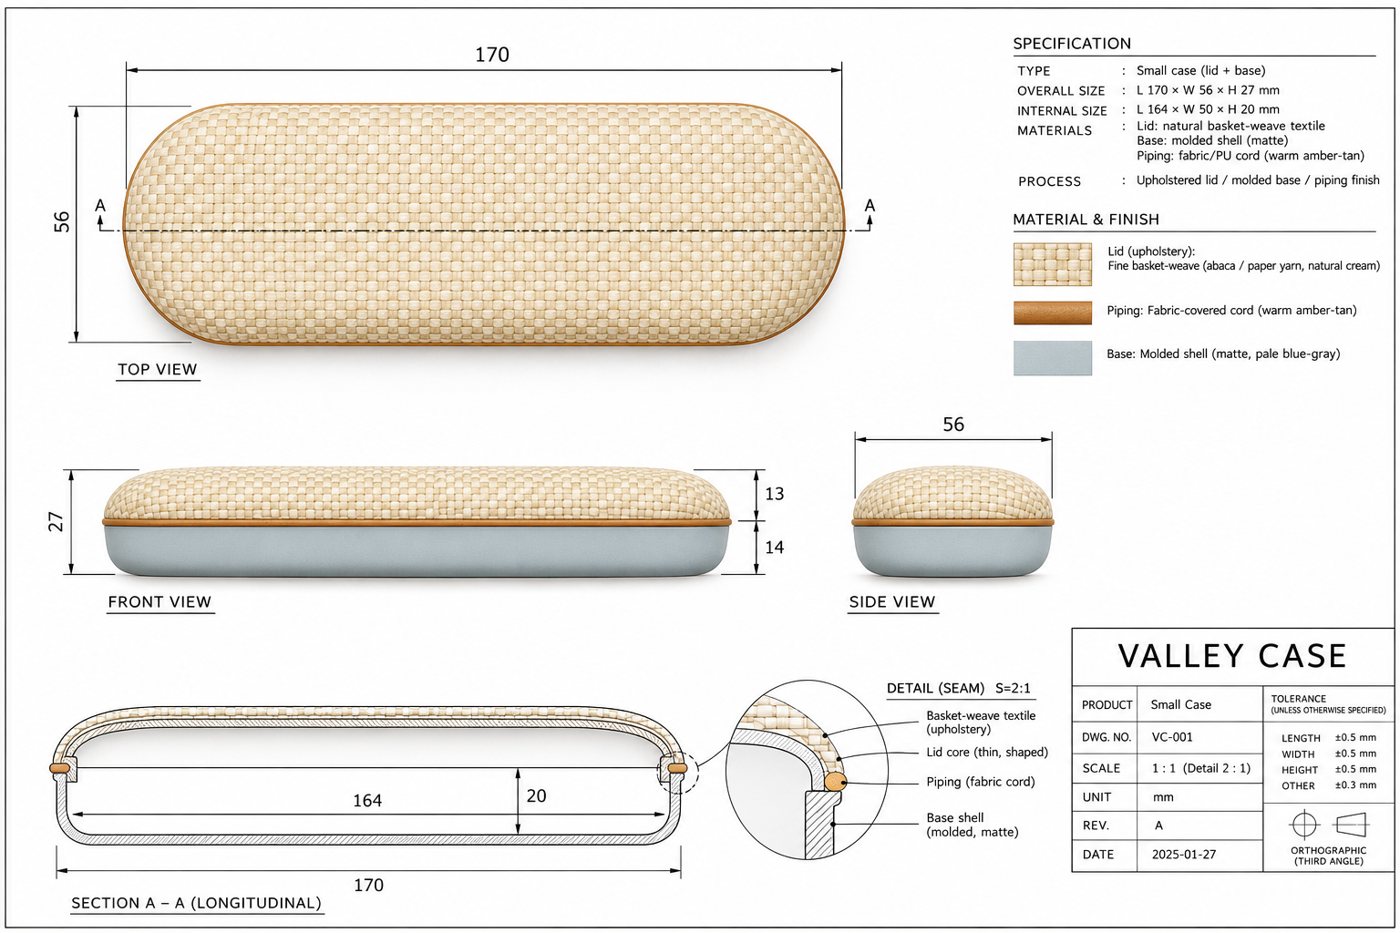 170
56
A
A
TOP VIEW
SPECIFICATION
TYPE : Small case (lid + base)
OVERALL SIZE : L 170 × W 56 × H 27 mm
INTERNAL SIZE : L 164 × W 50 × H 20 mm
MATERIALS : Lid: natural basket-weave textile
Base: molded shell (matte)
Piping: fabric/PU cord (warm amber-tan)
PROCESS : Upholstered lid / molded base / piping finish
MATERIAL & FINISH
Lid (upholstery):
Fine basket-weave (abaca / paper yarn, natural cream)
Piping: Fabric-covered cord (warm amber-tan)
Base: Molded shell (matte, pale blue-gray)
27
13
14
FRONT VIEW
56
SIDE VIEW
164
20
170
SECTION A – A (LONGITUDINAL)
DETAIL (SEAM) S=2:1
Basket-weave textile
(upholstery)
Lid core (thin, shaped)
Piping (fabric cord)
Base shell
(molded, matte)
VALLEY CASE
PRODUCT Small Case
DWG. NO. VC-001
SCALE 1 : 1 (Detail 2 : 1)
UNIT mm
REV. A
DATE 2025-01-27
TOLERANCE
(UNLESS OTHERWISE SPECIFIED)
LENGTH ±0.5 mm
WIDTH ±0.5 mm
HEIGHT ±0.5 mm
OTHER ±0.3 mm
ORTHOGRAPHIC
(THIRD ANGLE)